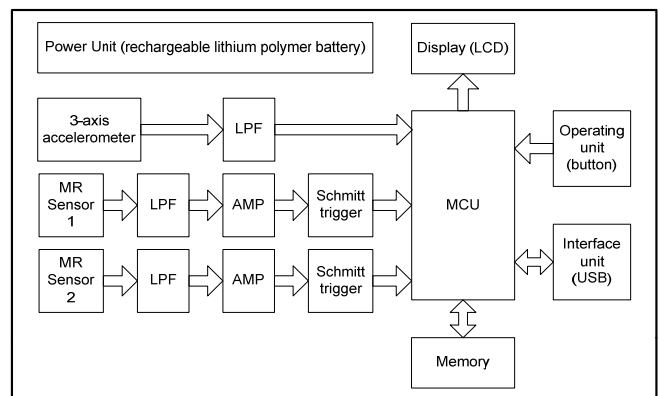 Power Unit (rechargeable lithium polymer battery)
Display (LCD)
3-axis
accelerometer
LPF
MCU
Operating
unit
(button)
MR
Sensor
1
LPF
AMP
Schmitt
trigger
MR
Sensor
2
LPF
AMP
Schmitt
trigger
Interface
unit
(USB)
Memory